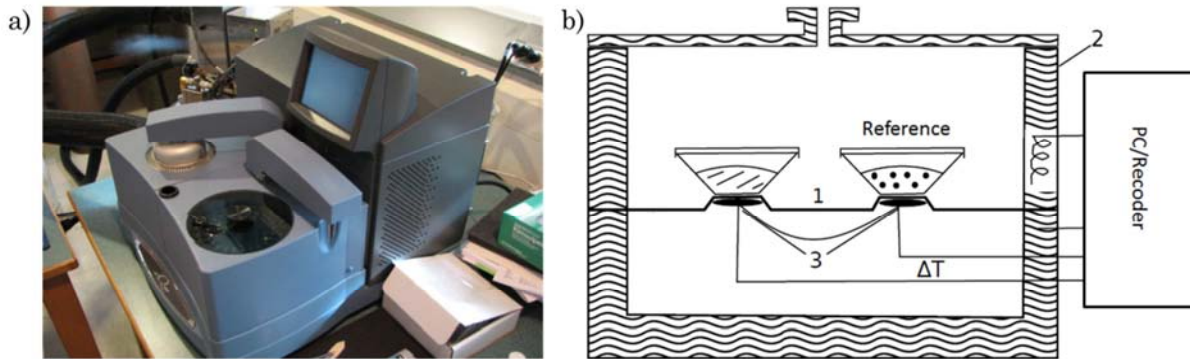 a)
b)
2
Reference
PC/Recoder
1
3
ΔT